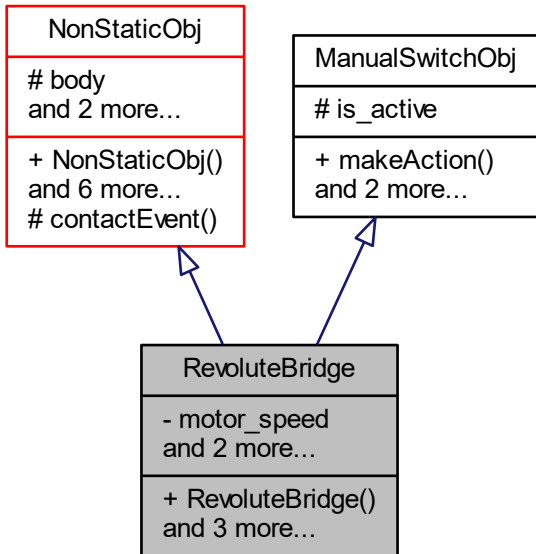 NonStaticObj
# body
and 2 more...
+ NonStaticObj()
and 6 more...
# contactEvent()
ManualSwitchObj
# is_active
+ makeAction()
and 2 more...
RevoluteBridge
- motor_speed
and 2 more...
+ RevoluteBridge()
and 3 more...